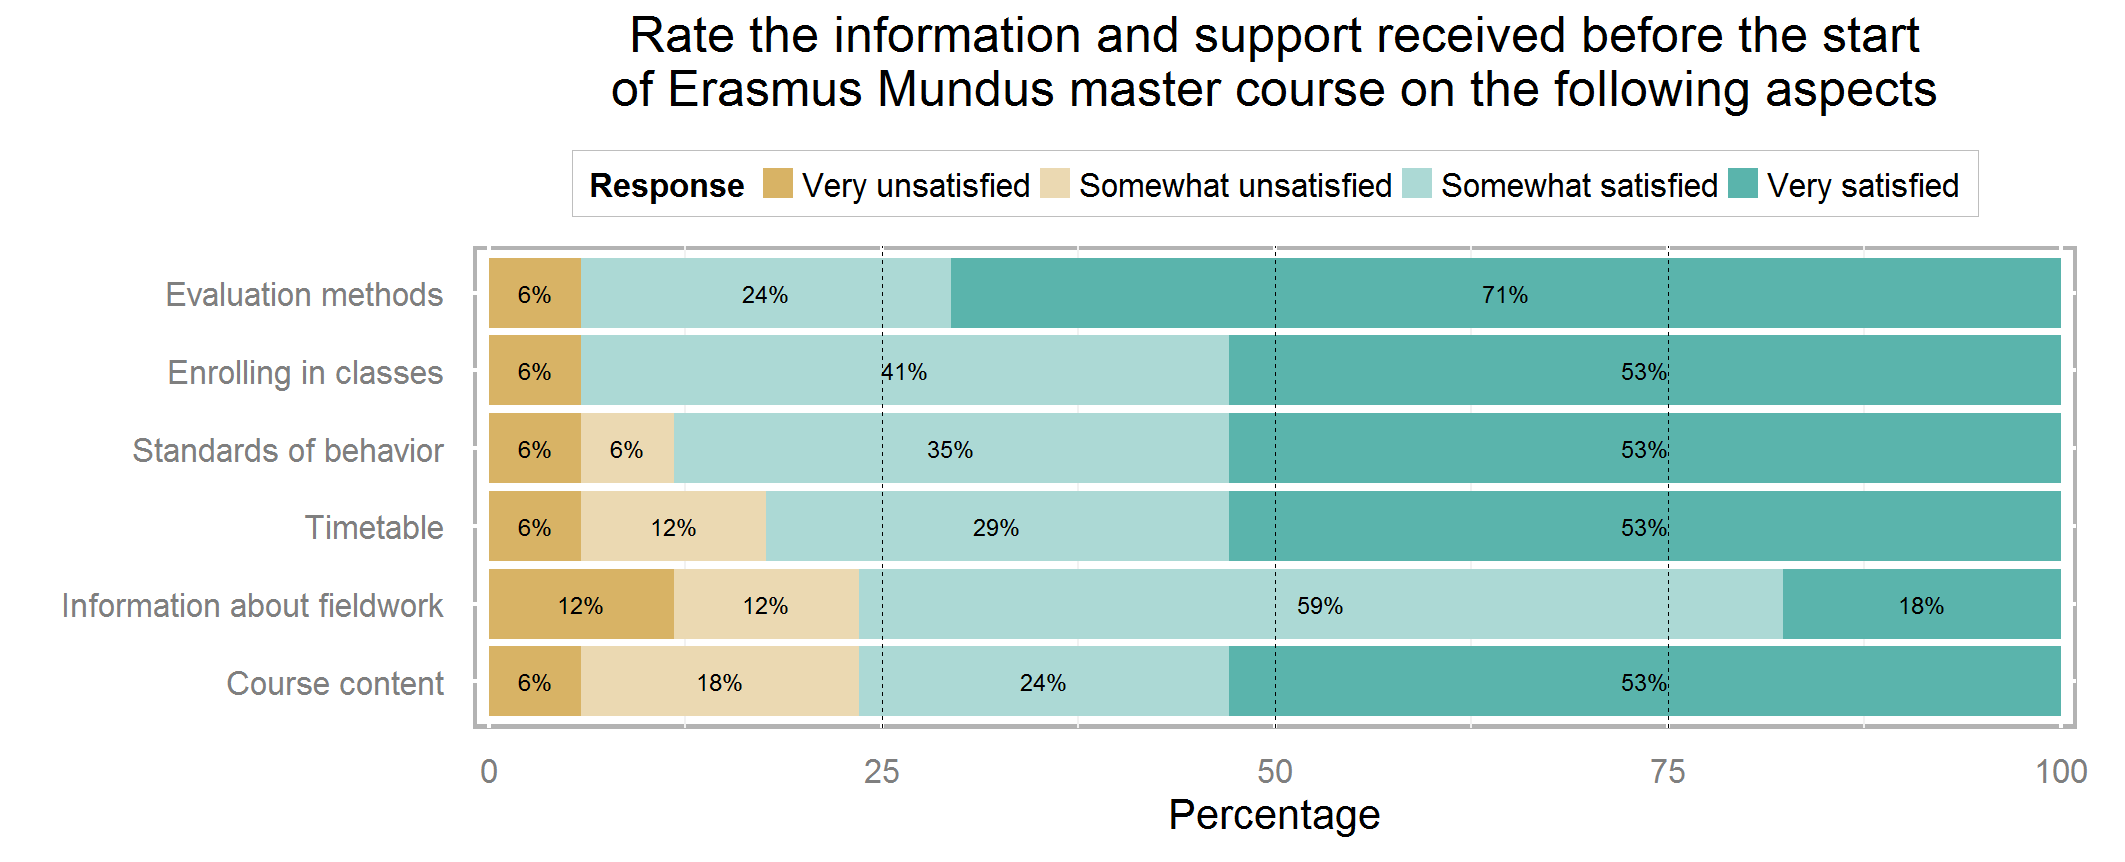 Rate the information and support received before the start
of Erasmus Mundus master course on the following aspects
Response Very unsatisfied Somewhat unsatisfied Somewhat satisfied Very satisfied
Evaluation methods 6% 24% 71%
Enrolling in classes 6% 41% 53%
Standards of behavior 6% 6% 35% 53%
Timetable 6% 12% 29% 53%
Information about fieldwork 12% 12% 59% 18%
Course content 6% 18% 24% 53%
0 25 50 75 100
Percentage